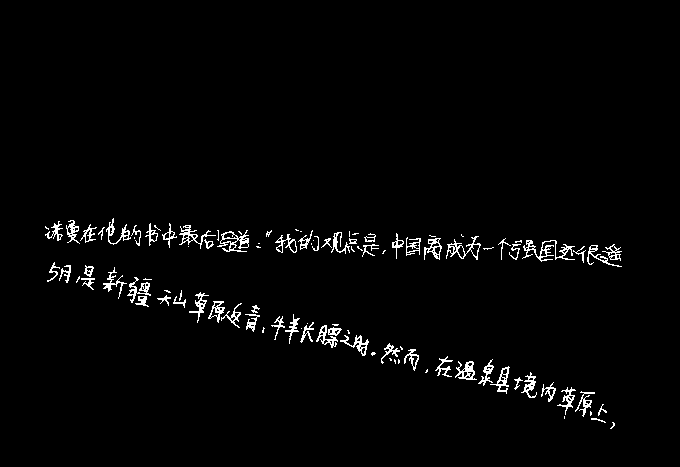 诺曼在他的书中最后写道：“我的观点是，中国离成为一个强国还很遥
5月是新疆天山草原返青，牛羊长膘之时。然而，在温泉县境内草原上，